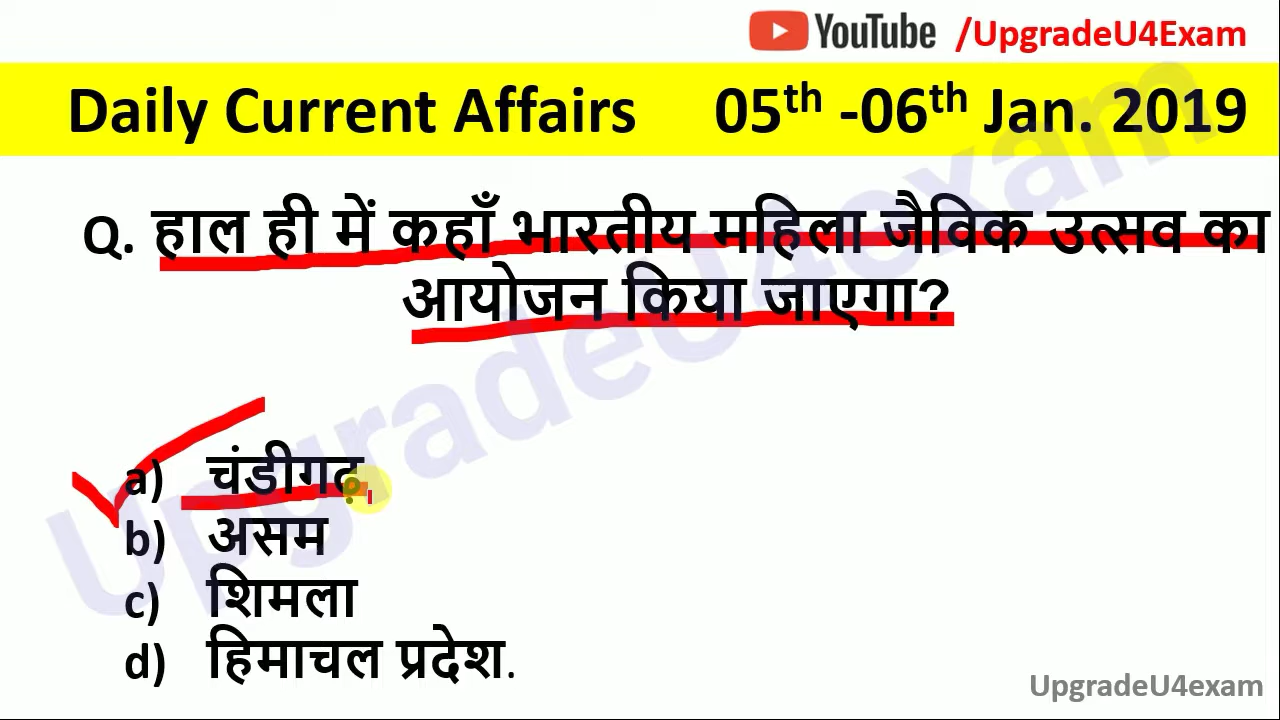 YouTube /UpgradeU4Exam
Daily Current Affairs 05th -06th Jan. 2019
Q. हाल ही में कहाँ भारतीय महिला जैविक उत्सव का
आयोजन किया जाएगा?
a) चंडीगढ़
b) असम
c) शिमला
d) हिमाचल प्रदेश.
UpgradeU4oxam
UpgradeU4exam